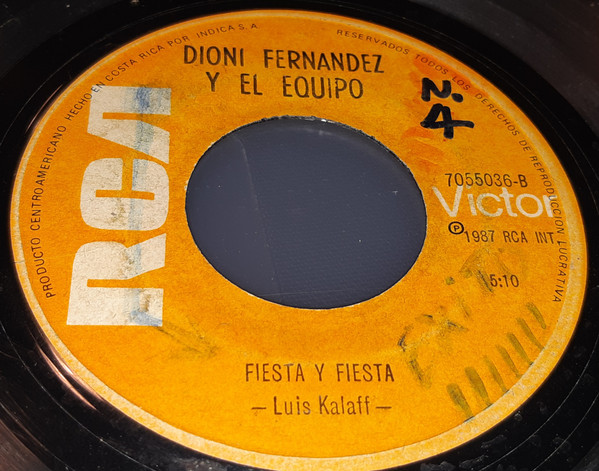 PRODUCTO CENTROAMERICANO HECHO EN COSTA RICA POR INDICA S.A.
RESERVADOS TODOS LOS DERECHOS DE REPRODUCCION LUCRATIVA
DIONI FERNANDEZ
Y EL EQUIPO
N.
4
RCA
7055036-B
Victor
Ⓟ 1987 RCA INT.
5:10
FIESTA Y FIESTA
— Luis Kalaff —